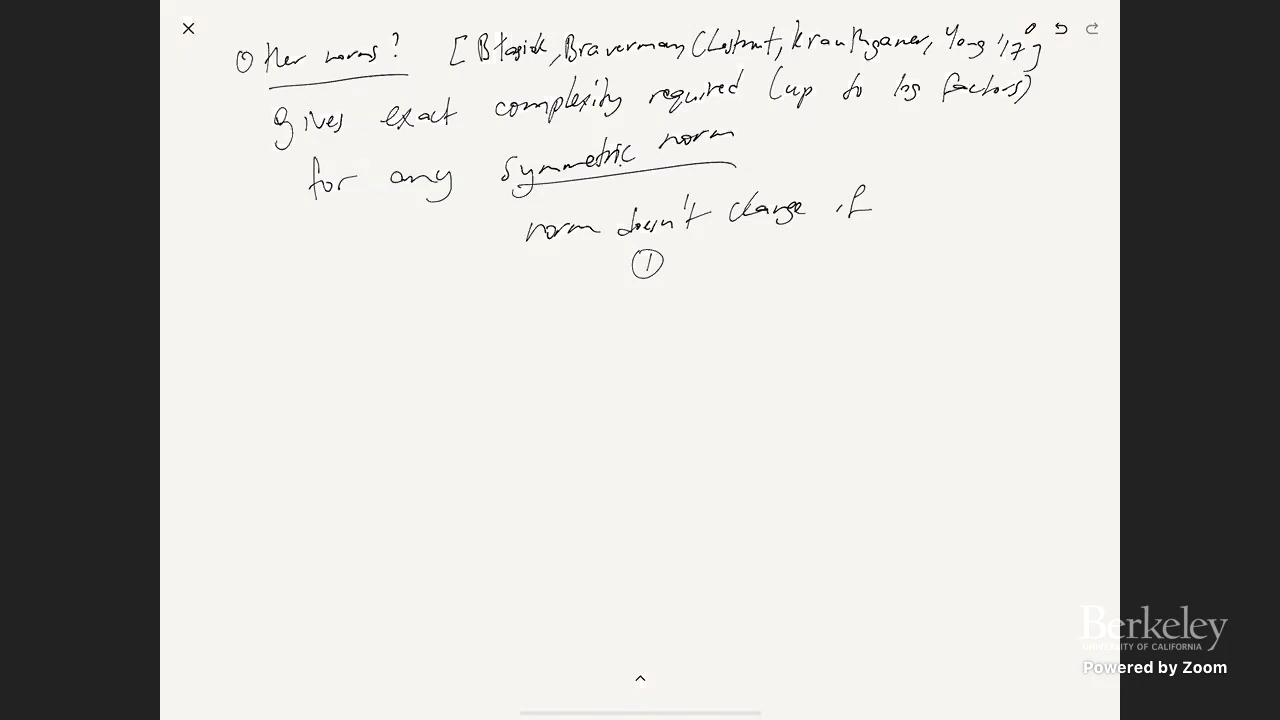 Other norms? [Błasiok, Braverman, Chestnut, Krauthgamer, Yang '17]
gives exact complexity required (up to log factors)
for any symmetric norm
norm doesn't change if
①
Berkeley
UNIVERSITY OF CALIFORNIA
Powered by Zoom